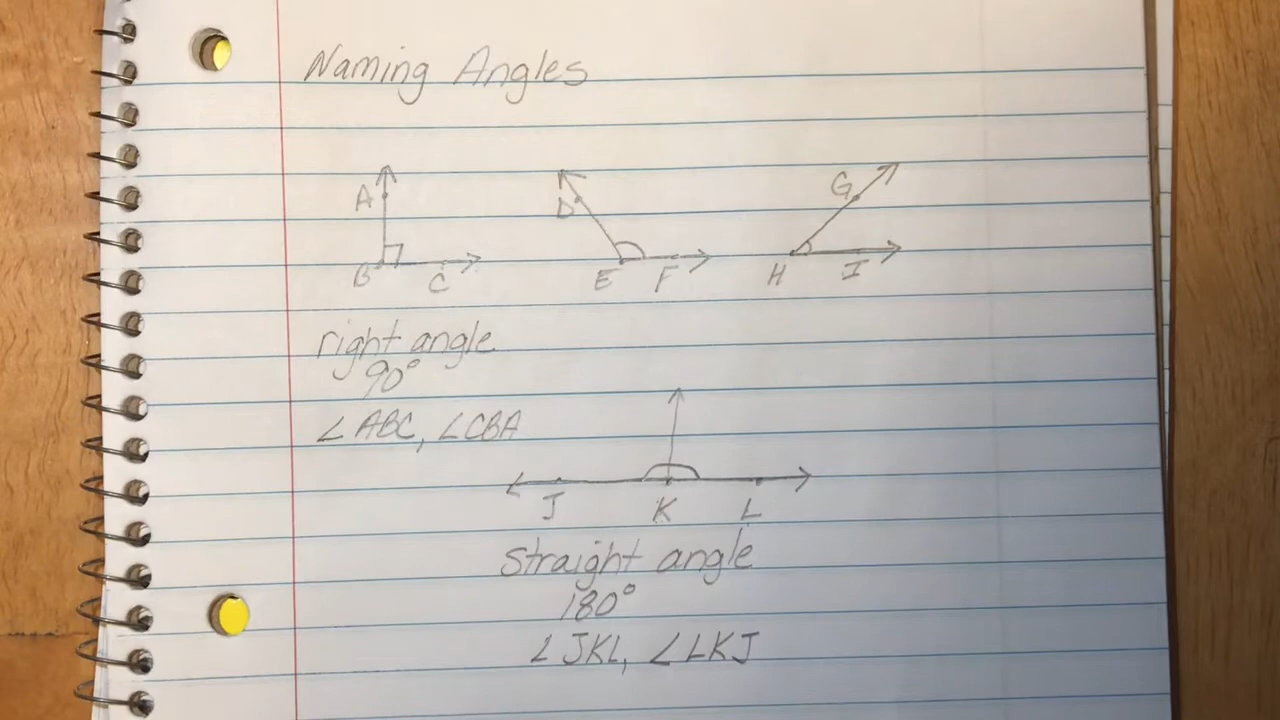 Naming Angles
A D G
B C E F H I
right angle
90°
∠ABC, ∠CBA
J K L
Straight angle
180°
∠JKL, ∠LKJ